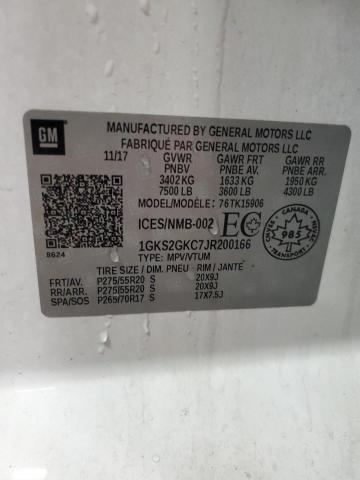 GM
MANUFACTURED BY GENERAL MOTORS LLC
FABRIQUÉ PAR GENERAL MOTORS LLC
11/17 GVWR GAWR FRT GAWR RR
PNBV PNBE AV. PNBE ARR.
3402 KG 1633 KG 1950 KG
7500 LB 3600 LB 4300 LB
MODEL/MODÈLE: 76TK15906
ICES/NMB-002 EC
CANADA
985
1GKS2GKC7JR200166
8624
TYPE: MPV/VTUM
TIRE SIZE / DIM. PNEU - RIM / JANTE
FRT/AV. P275/55R20 S 20X9J
RR/ARR. P275/55R20 S 20X9J
SPA/SOS P265/70R17 S 17X7.5J